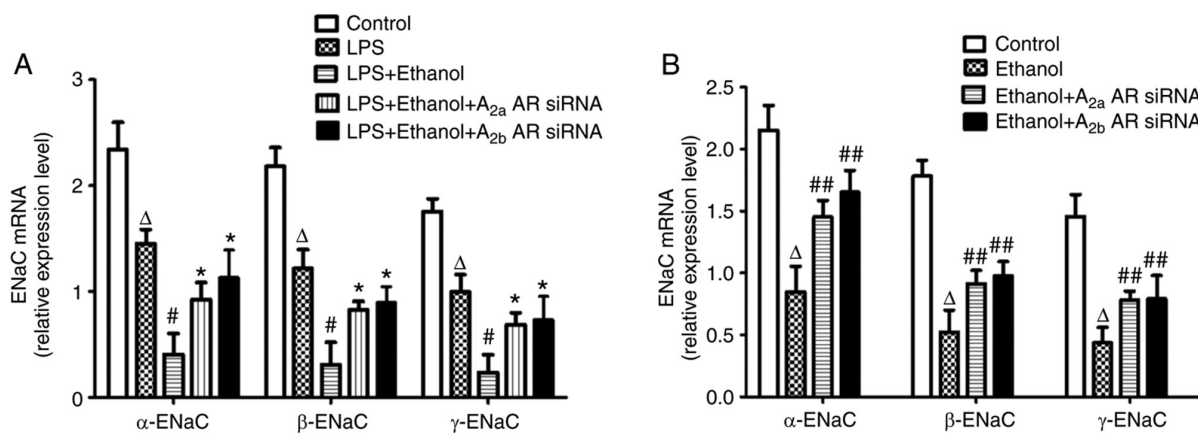 A
Control
LPS
LPS+Ethanol
LPS+Ethanol+A2a AR siRNA
LPS+Ethanol+A2b AR siRNA
ENaC mRNA
(relative expression level)
3
2
1
0
Δ
#
*
*
Δ
#
*
*
Δ
#
*
*
α-ENaC
β-ENaC
γ-ENaC
B
Control
Ethanol
Ethanol+A2a AR siRNA
Ethanol+A2b AR siRNA
ENaC mRNA
(relative expression level)
2.5
2.0
1.5
1.0
0.5
0.0
Δ
##
##
Δ
##
##
Δ
##
##
α-ENaC
β-ENaC
γ-ENaC